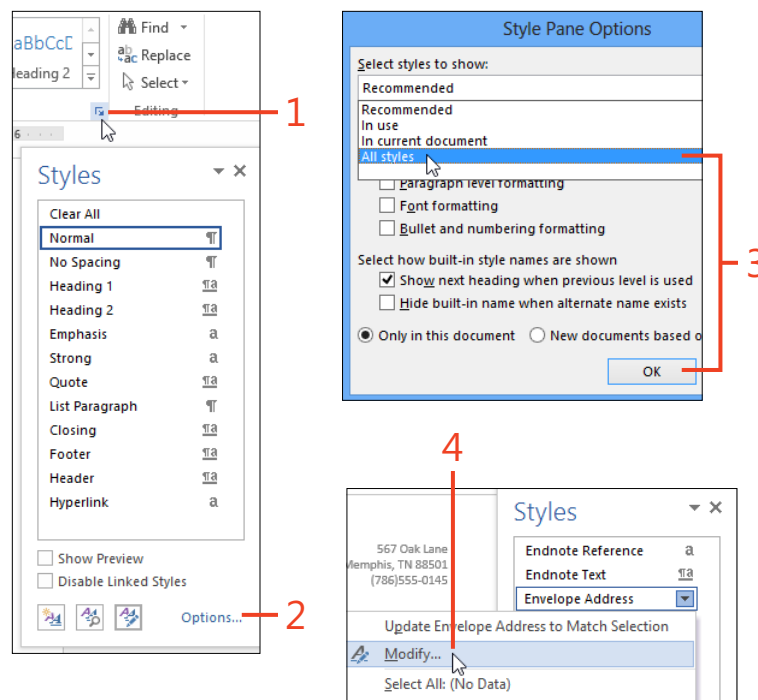 Find
aBbCcD
Replace
eading 2
Select
Editing
1
6
Styles
Clear All
Normal
No Spacing
Heading 1
Heading 2
Emphasis
Strong
Quote
List Paragraph
Closing
Footer
Header
Hyperlink
Show Preview
Disable Linked Styles
Options...
2
Style Pane Options
Select styles to show:
Recommended
Recommended
In use
In current document
All styles
Paragraph level formatting
Font formatting
Bullet and numbering formatting
Select how built-in style names are shown
Show next heading when previous level is used
Hide built-in name when alternate name exists
Only in this document New documents based o
OK
3
4
567 Oak Lane
Memphis, TN 88501
(786)555-0145
Styles
Endnote Reference a
Endnote Text ¶a
Envelope Address
Update Envelope Address to Match Selection
Modify...
Select All: (No Data)